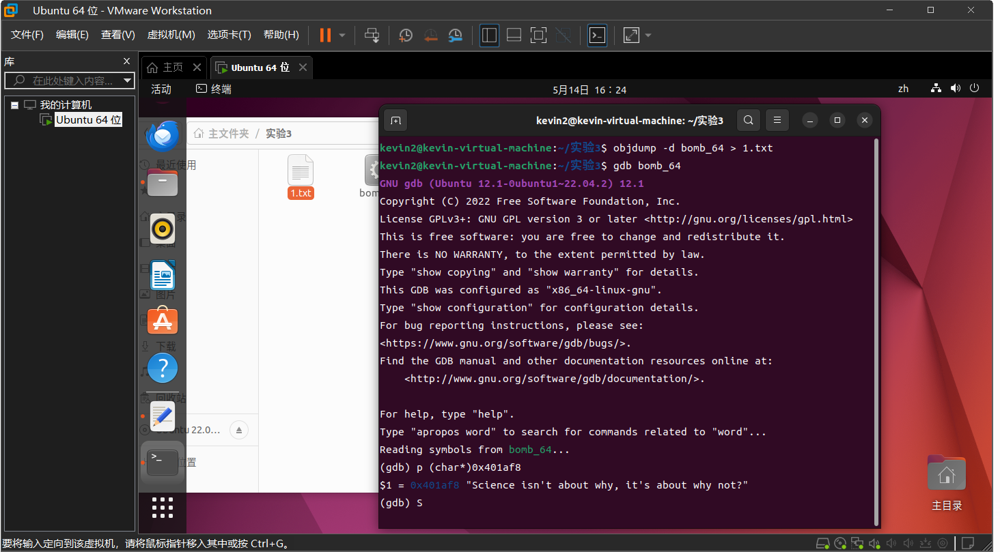 Ubuntu 64 位 - VMware Workstation
文件(F) 编辑(E) 查看(V) 虚拟机(M) 选项卡(T) 帮助(H)
库
在此处键入内容...
我的计算机
Ubuntu 64 位
主页
Ubuntu 64 位
活动
终端
5月14日 16：24
zh
主文件夹 / 实验3
最近使用
图片
下载
回收站
Ubuntu 22.0...
位置
1.txt
bom
kevin2@kevin-virtual-machine: ~/实验3
kevin2@kevin-virtual-machine:~/实验3$ objdump -d bomb_64 > 1.txt
kevin2@kevin-virtual-machine:~/实验3$ gdb bomb_64
GNU gdb (Ubuntu 12.1-0ubuntu1~22.04.2) 12.1
Copyright (C) 2022 Free Software Foundation, Inc.
License GPLv3+: GNU GPL version 3 or later <http://gnu.org/licenses/gpl.html>
This is free software: you are free to change and redistribute it.
There is NO WARRANTY, to the extent permitted by law.
Type "show copying" and "show warranty" for details.
This GDB was configured as "x86_64-linux-gnu".
Type "show configuration" for configuration details.
For bug reporting instructions, please see:
<https://www.gnu.org/software/gdb/bugs/>.
Find the GDB manual and other documentation resources online at:
<http://www.gnu.org/software/gdb/documentation/>.
For help, type "help".
Type "apropos word" to search for commands related to "word"...
Reading symbols from bomb_64...
(gdb) p (char*)0x401af8
$1 = 0x401af8 "Science isn't about why, it's about why not?"
(gdb) S
主目录
要将输入定向到该虚拟机，请将鼠标指针移入其中或按 Ctrl+G。